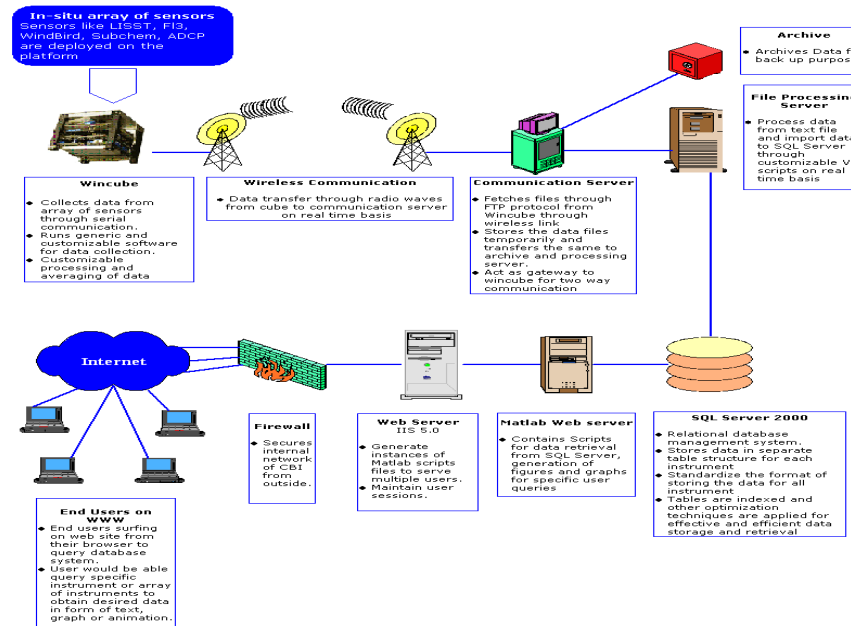 In-situ array of sensors
Sensors like LISST, Fl3,
WindBird, Subchem, ADCP
are deployed on the
platform
Archive
• Archives Data f
back up purpos
File Processing
Server
• Process data
from text file
and import data
to SQL Server
through
customizable V
scripts on real
time basis
Wincube
• Collects data from
array of sensors
through serial
communication.
• Runs generic and
customizable software
for data collection.
• Customizable
processing and
averaging of data
Wireless Communication
• Data transfer through radio waves
from cube to communication server
on real time basis
Communication Server
• Fetches files through
FTP protocol from
Wincube through
wireless link
• Stores the data files
temporarily and
transfers the same to
archive and processing
server.
• Act as gateway to
wincube for two way
communication
Internet
Firewall
• Secures
internal
network
of CBI
from
outside.
Web Server
IIS 5.0
• Generate
instances of
Matlab scripts
files to serve
multiple users.
• Maintain user
sessions.
Matlab Web server
• Contains Scripts
for data retrieval
from SQL Server,
generation of
figures and graphs
for specific user
queries
SQL Server 2000
• Relational database
management system.
• Stores data in separate
table structure for each
instrument
• Standardize the format of
storing the data for all
instrument
• Tables are indexed and
other optimization
techniques are applied for
effective and efficient data
storage and retrieval
End Users on
WWW
• End users surfing
on web site from
their browser to
query database
system.
• User would be able
query specific
instrument or array
of instruments to
obtain desired data
in form of text,
graph or animation.